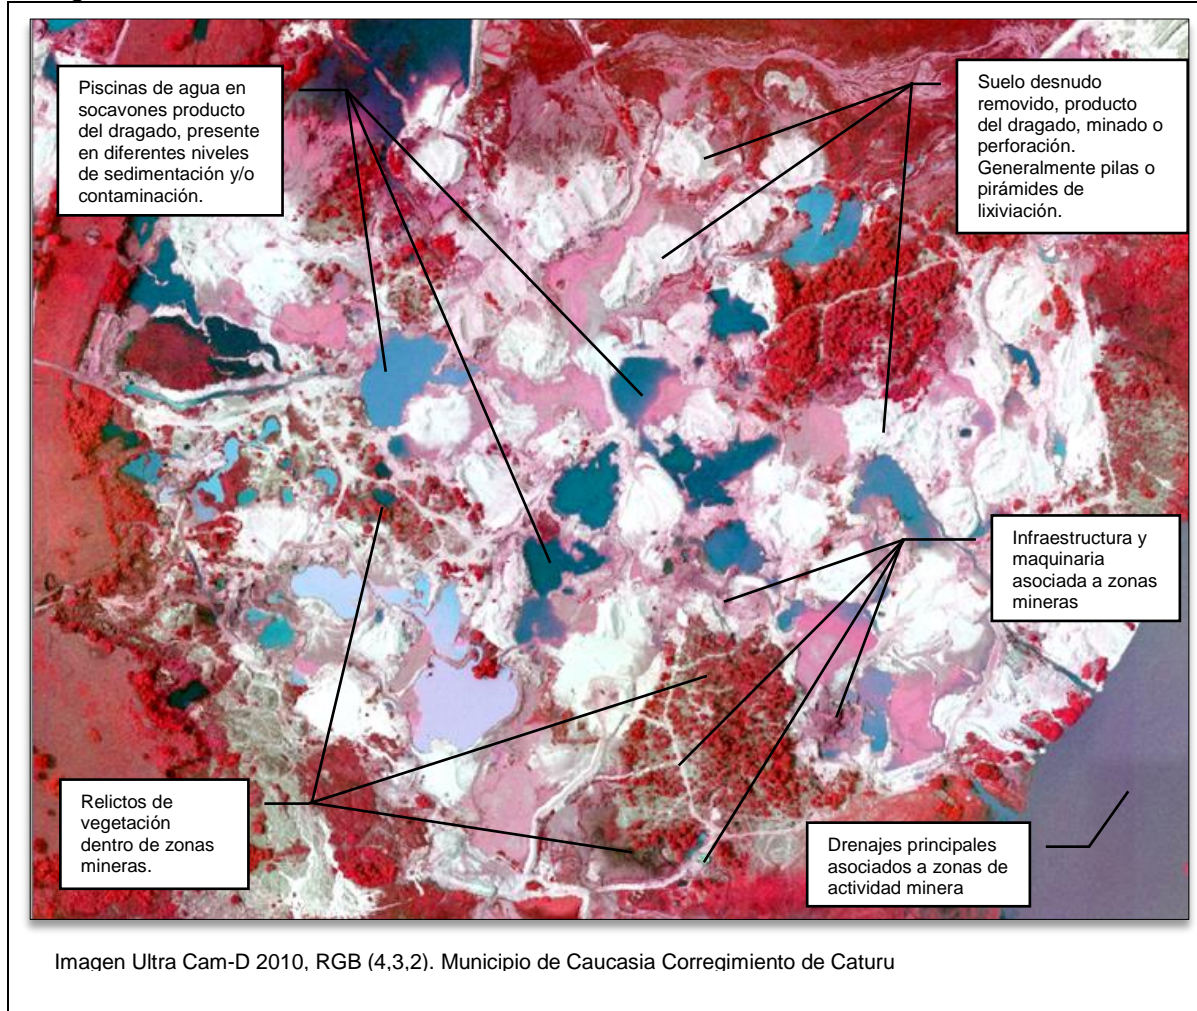 Piscinas de agua en
socavones producto
del dragado, presente
en diferentes niveles
de sedimentación y/o
contaminación.
Suelo desnudo
removido, producto
del dragado, minado o
perforación.
Generalmente pilas o
pirámides de
lixiviación.
Infraestructura y
maquinaria
asociada a zonas
mineras
Relictos de
vegetación
dentro de zonas
mineras.
Drenajes principales
asociados a zonas de
actividad minera
Imagen Ultra Cam-D 2010, RGB (4,3,2). Municipio de Caucasia Corregimiento de Caturu